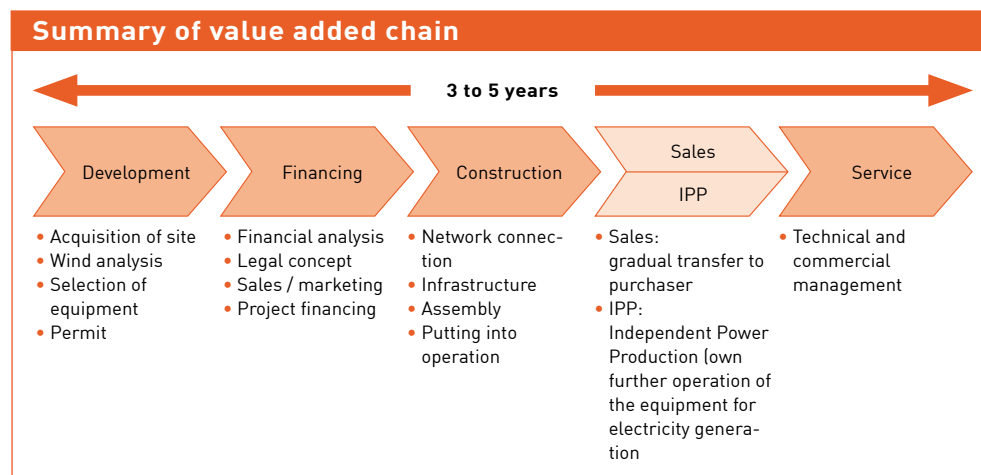 Summary of value added chain
3 to 5 years
Development
Financing
Construction
Sales
IPP
Service
• Acquisition of site
• Wind analysis
• Selection of
equipment
• Permit
• Financial analysis
• Legal concept
• Sales / marketing
• Project financing
• Network connec-
tion
• Infrastructure
• Assembly
• Putting into
operation
• Sales:
gradual transfer to
purchaser
• IPP:
Independent Power
Production (own
further operation of
the equipment for
electricity genera-
tion
• Technical and
commercial
management